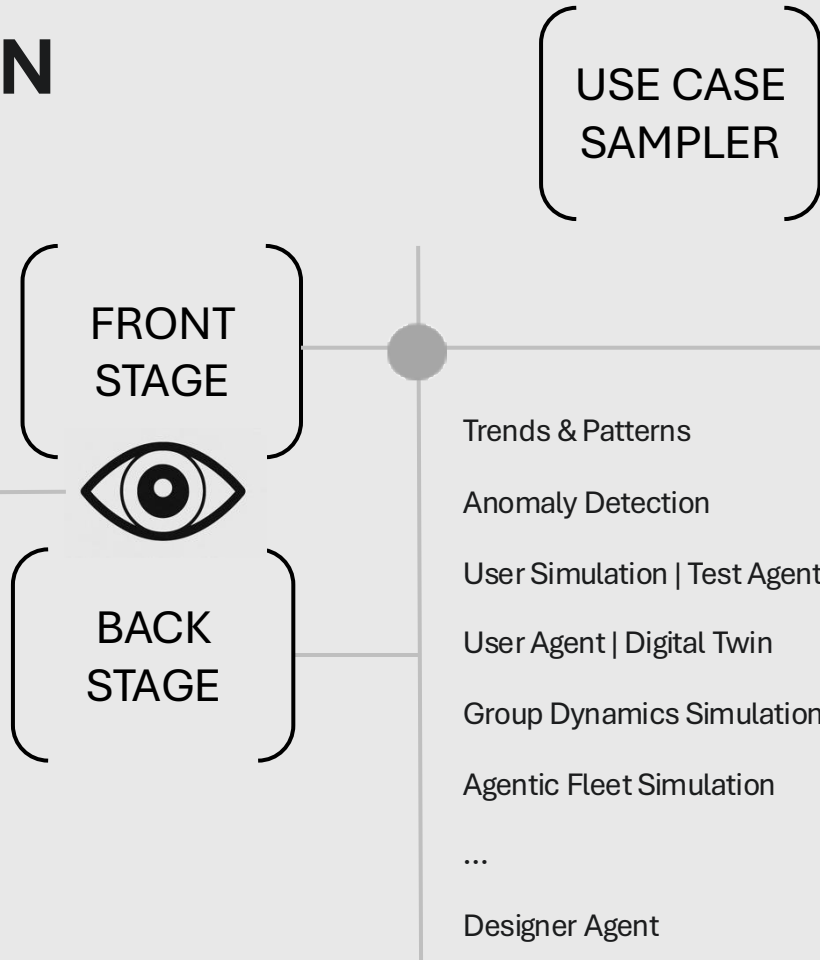 N
USE CASE
SAMPLER
FRONT
STAGE
BACK
STAGE
Trends & Patterns
Anomaly Detection
User Simulation | Test Agent
User Agent | Digital Twin
Group Dynamics Simulation
Agentic Fleet Simulation
...
Designer Agent